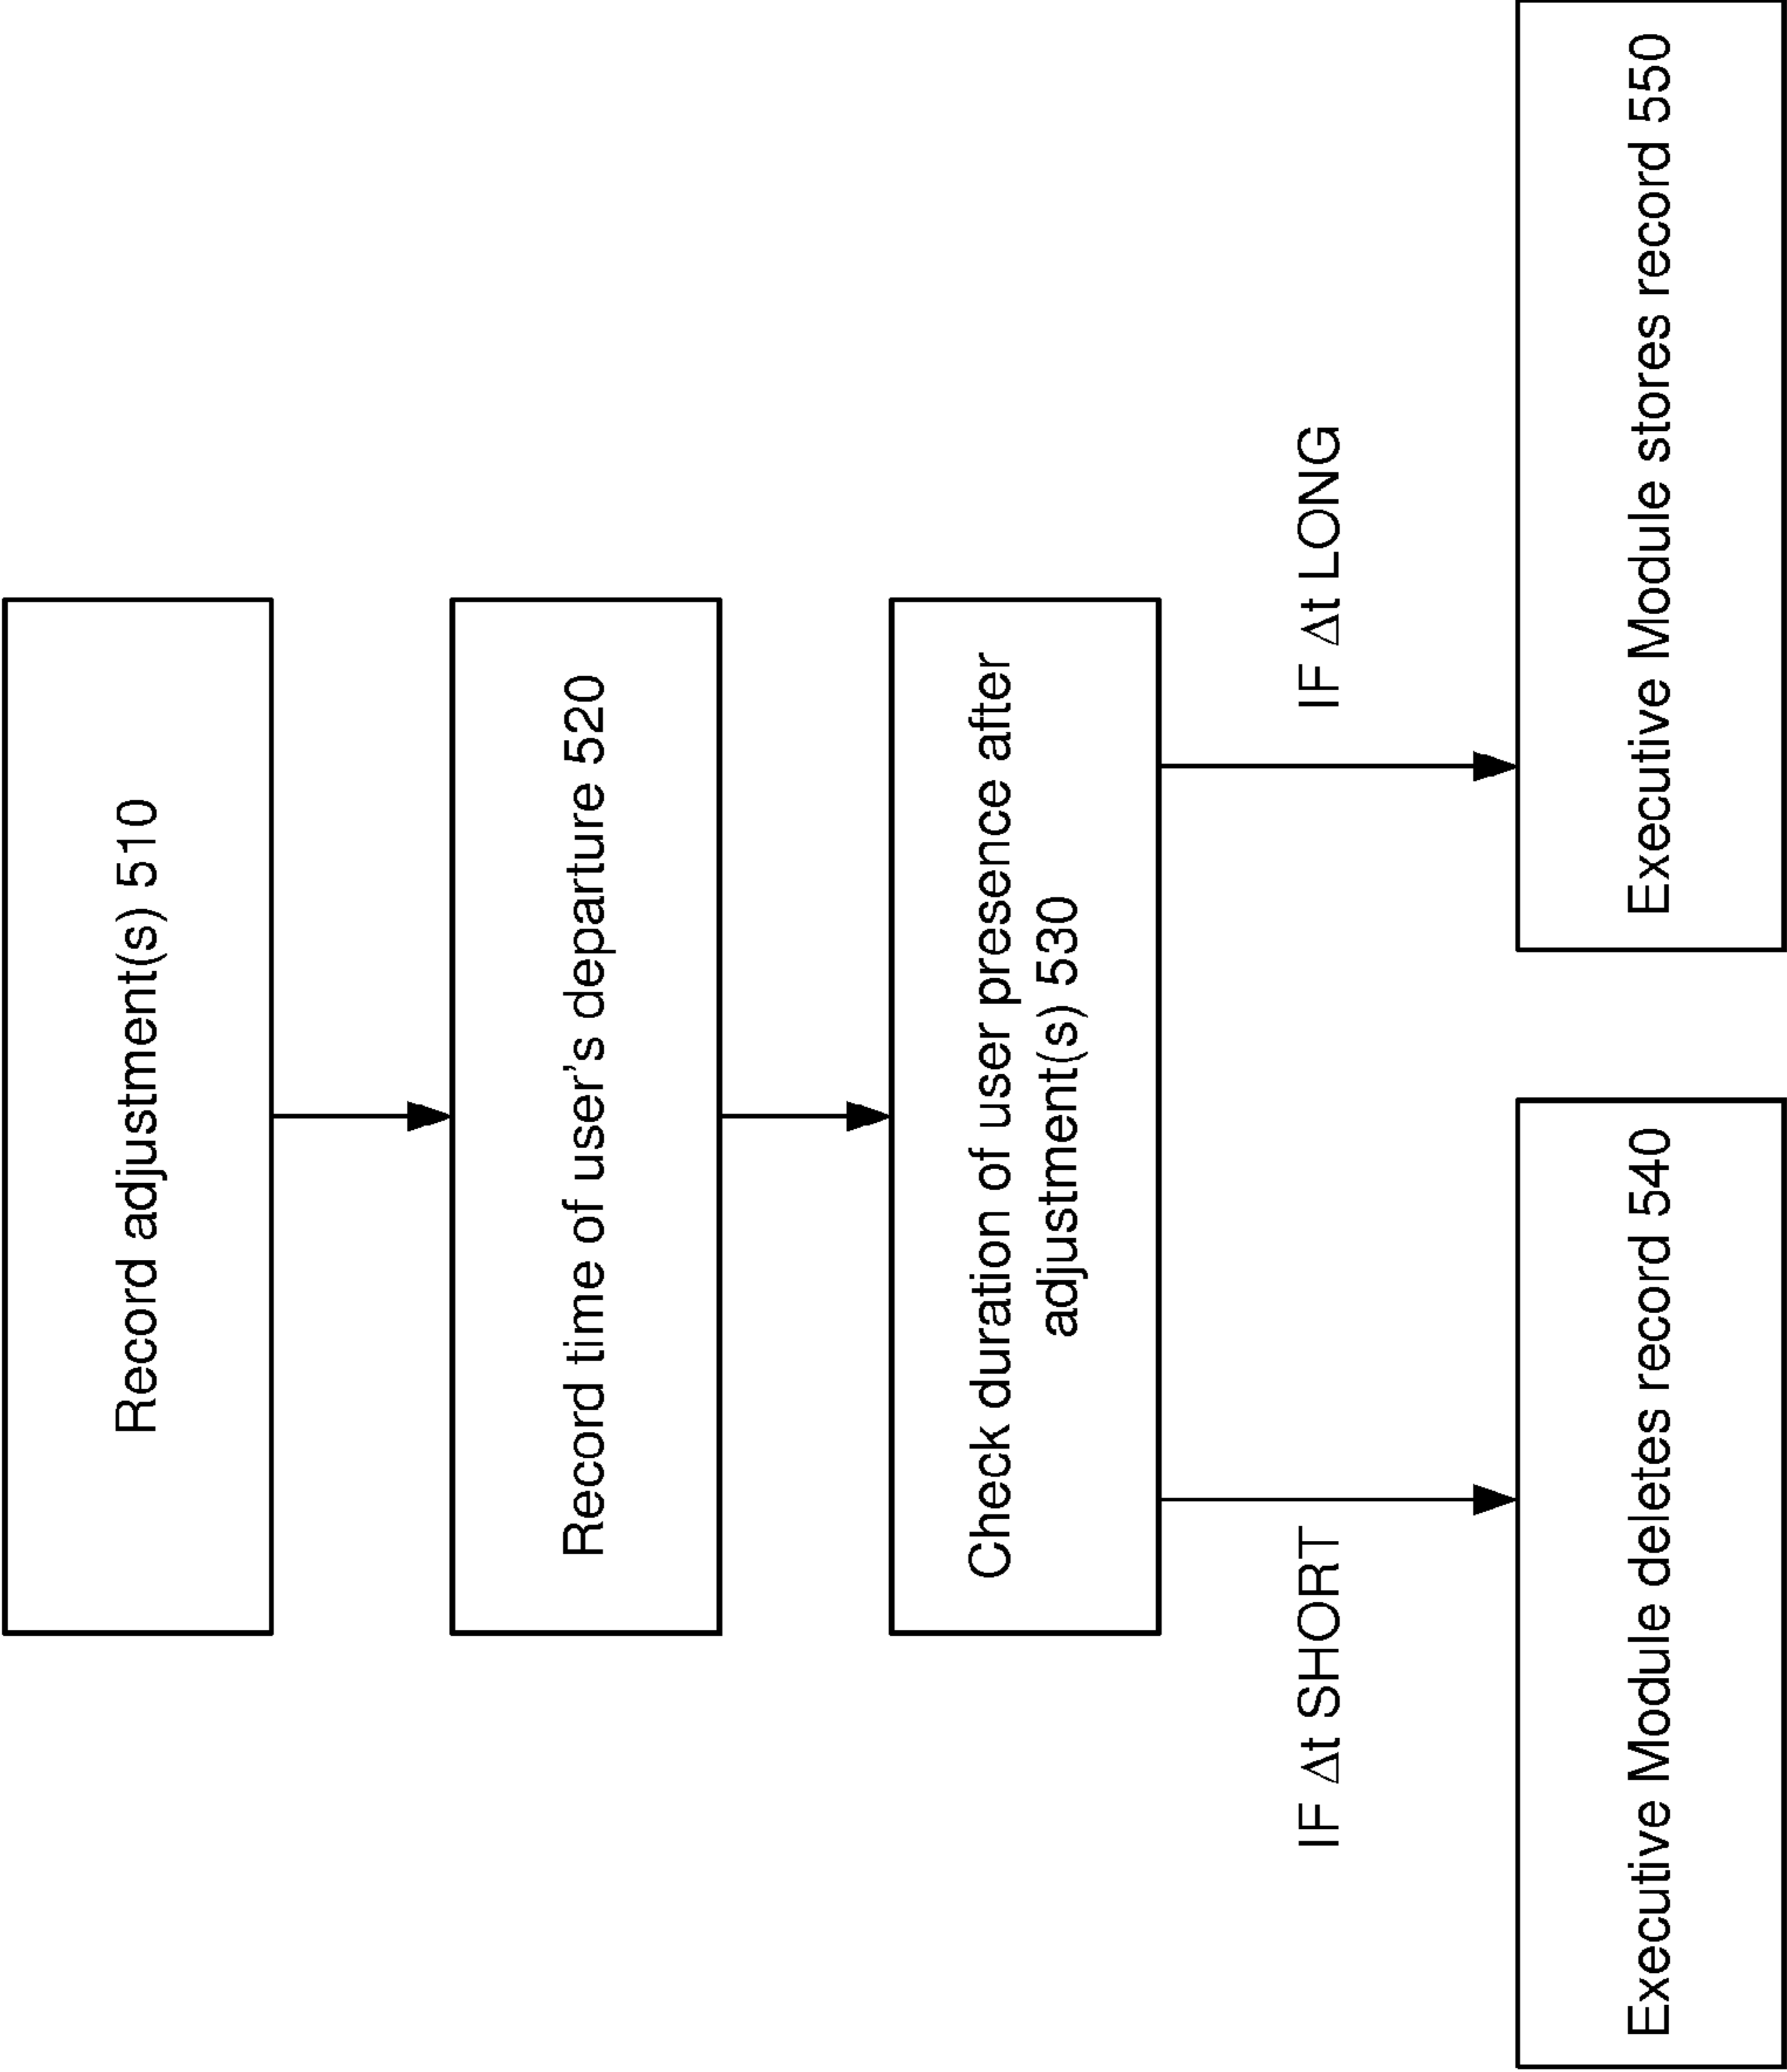 Record adjustment(s) 510
Record time of user's departure 520
Check duration of user presence after
adjustment(s) 530
IF Δt SHORT
IF Δt LONG
Executive Module deletes record 540
Executive Module stores record 550